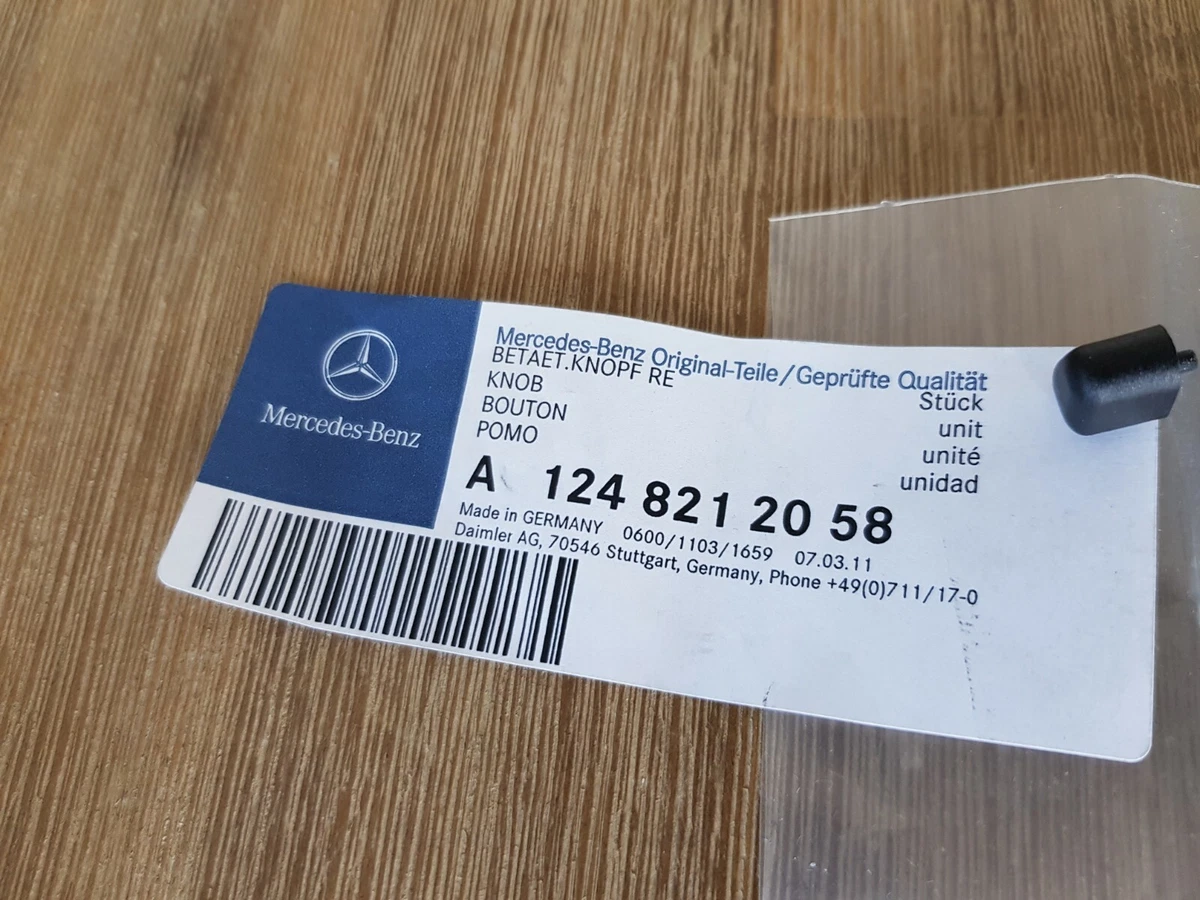 Mercedes-Benz
Mercedes-Benz Original-Teile/Geprüfte Qualität
BETAET.KNOPF RE Stück
KNOB unit
BOUTON unité
POMO unidad
A 124 821 20 58
Made in GERMANY 0600/1103/1659 07.03.11
Daimler AG, 70546 Stuttgart, Germany, Phone +49(0)711/17-0